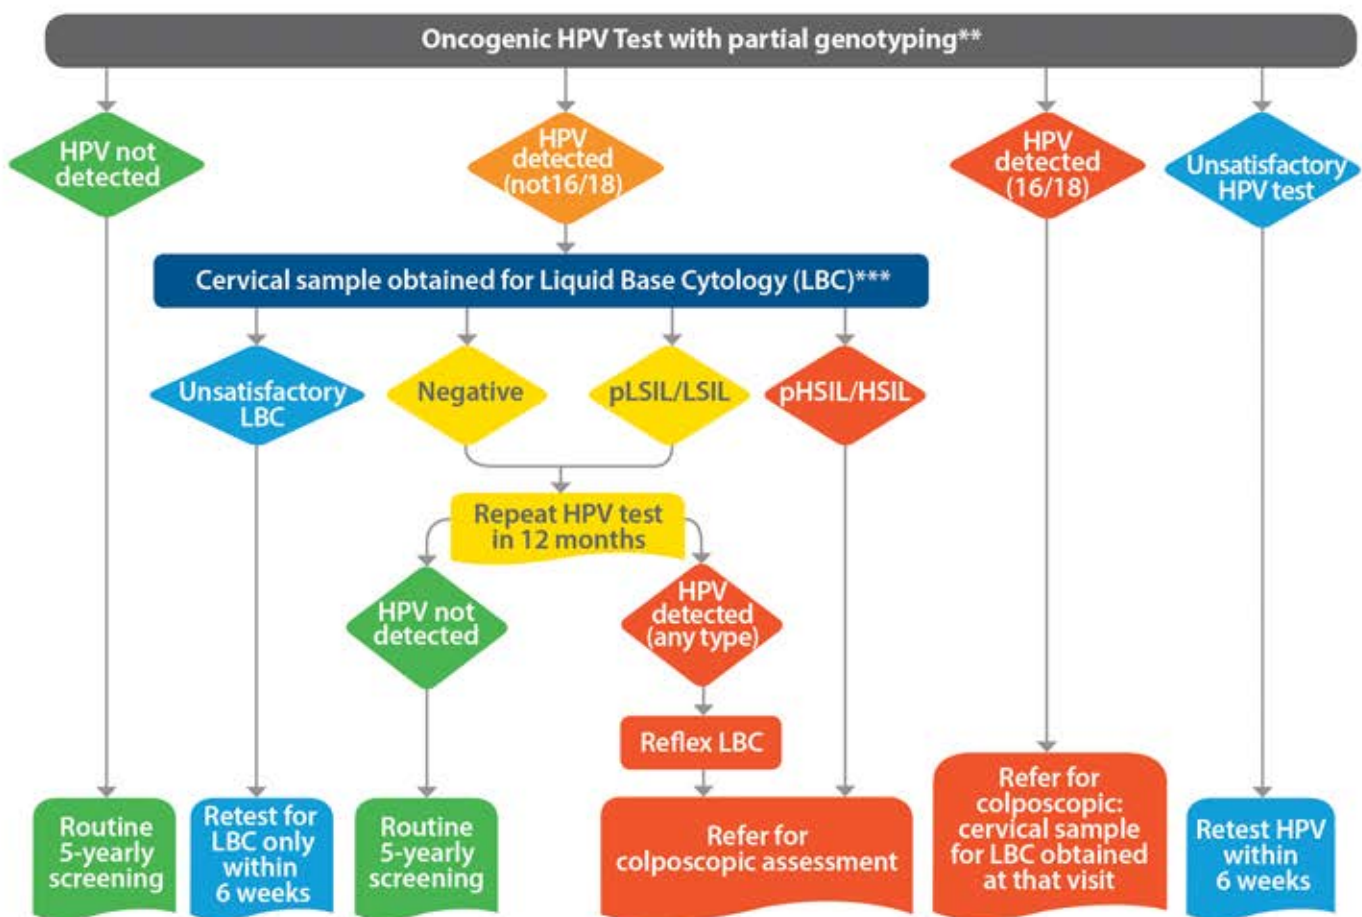 Oncogenic HPV Test with partial genotyping**
HPV not
detected
HPV
detected
(not16/18)
HPV
detected
(16/18)
Unsatisfactory
HPV test
Cervical sample obtained for Liquid Base Cytology (LBC)***
Unsatisfactory
LBC
Negative
pLSIL/LSIL
pHSIL/HSIL
Repeat HPV test
in 12 months
HPV not
detected
HPV
detected
(any type)
Reflex LBC
Routine
5-yearly
screening
Retest for
LBC only
within
6 weeks
Routine
5-yearly
screening
Refer for
colposcopic assessment
Refer for
colposcopic:
cervical sample
for LBC obtained
at that visit
Retest HPV
within
6 weeks